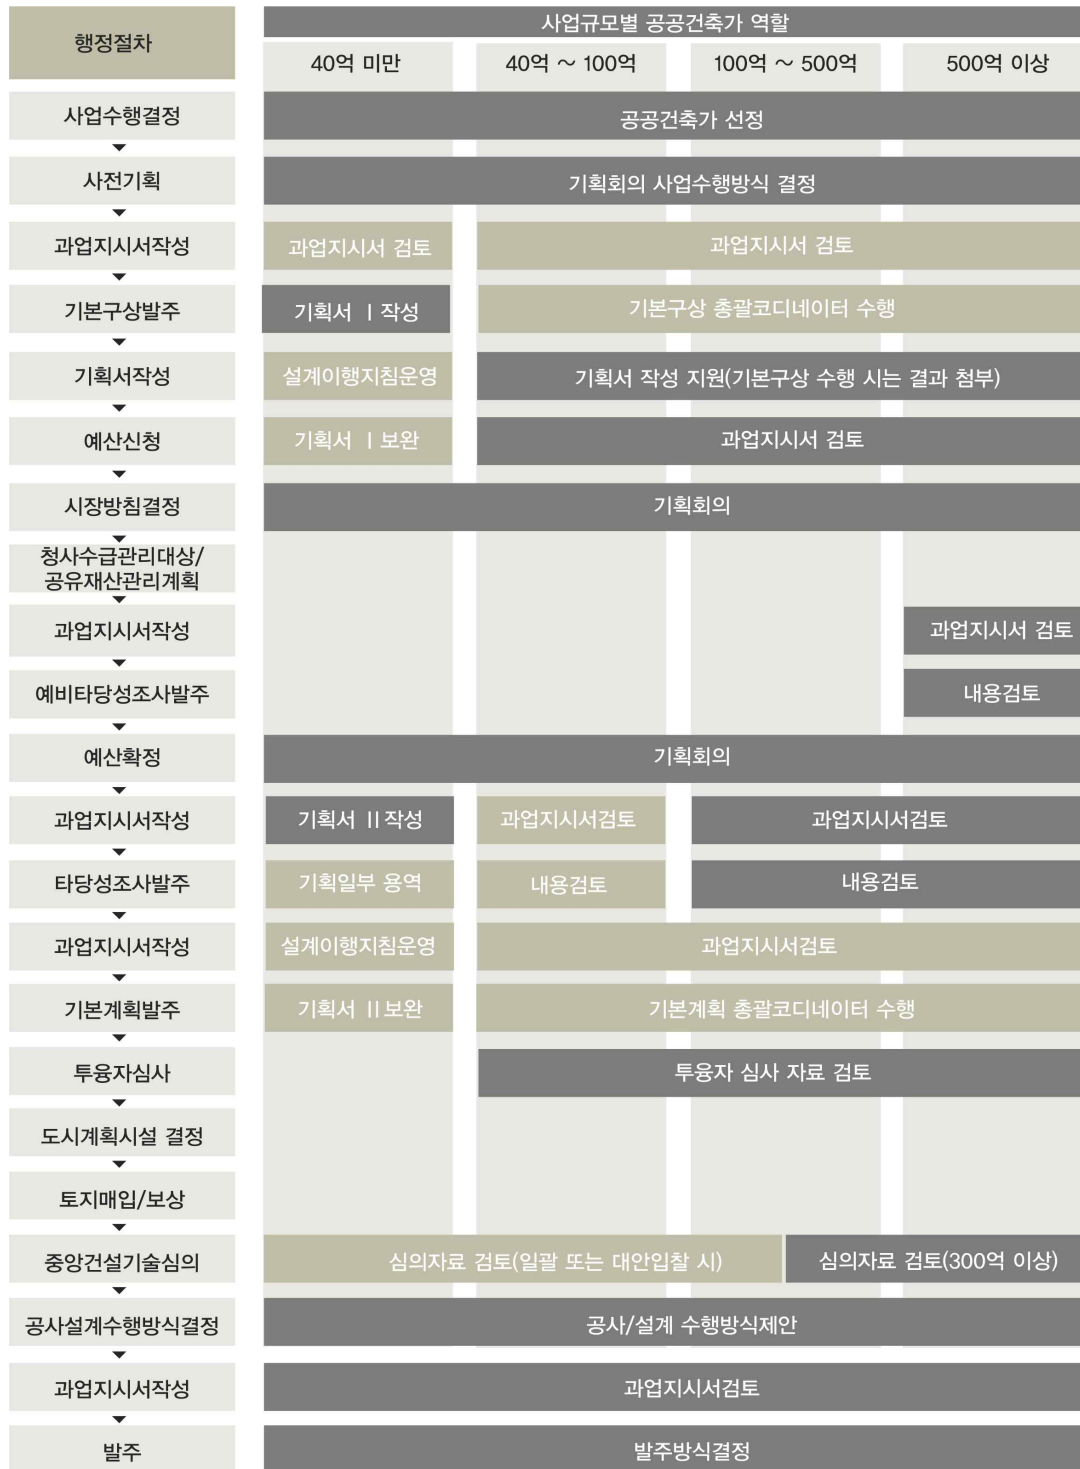 행정절차
사업규모별 공공건축가 역할
40억 미만
40억 ~ 100억
100억 ~ 500억
500억 이상
사업수행결정
공공건축가 선정
사전기획
기획회의 사업수행방식 결정
과업지시서작성
과업지시서 검토
과업지시서 검토
기본구상발주
기획서 Ⅰ 작성
기본구상 총괄코디네이터 수행
기획서작성
설계이행지침운영
기획서 작성 지원(기본구상 수행 시는 결과 첨부)
예산신청
기획서 Ⅰ 보완
과업지시서 검토
시장방침결정
기획회의
청사수급관리대상/
공유재산관리계획
과업지시서작성
과업지시서 검토
예비타당성조사발주
내용검토
예산확정
기획회의
과업지시서작성
기획서 Ⅱ 작성
과업지시서검토
과업지시서검토
타당성조사발주
기획일부 용역
내용검토
내용검토
과업지시서작성
설계이행지침운영
과업지시서검토
기본계획발주
기획서 Ⅱ 보완
기본계획 총괄코디네이터 수행
투융자심사
투융자 심사 자료 검토
도시계획시설 결정
토지매입/보상
중앙건설기술심의
심의자료 검토(일괄 또는 대안입찰 시)
심의자료 검토(300억 이상)
공사설계수행방식결정
공사/설계 수행방식제안
과업지시서작성
과업지시서검토
발주
발주방식결정